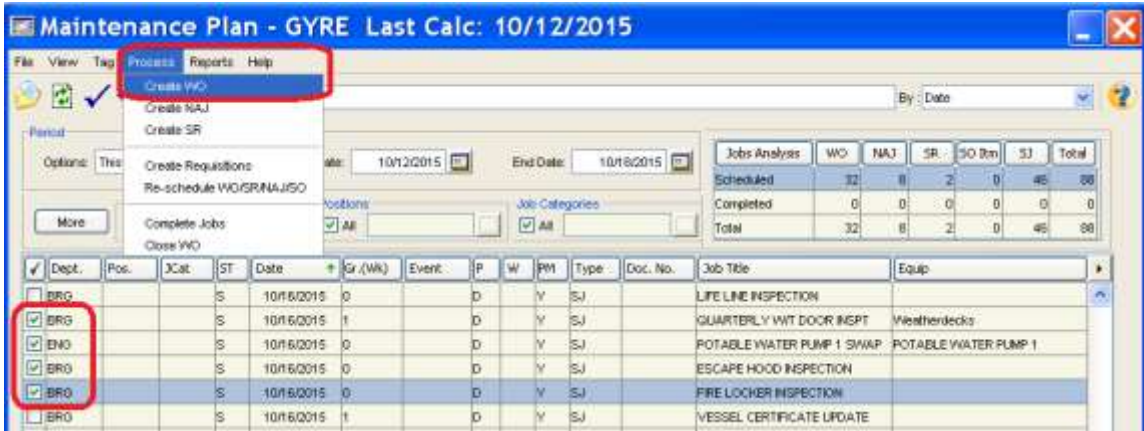 Maintenance Plan - GYRE Last Calc: 10/12/2015
File View Tag Process Reports Help
Create WO
Create NAJ
Create SR
Create Requisitions
Re-schedule WO/SR/NAJ/SO
Complete Jobs
Close WO
By : Date
Period
Options: This
10/12/2015 End Date: 10/18/2015
More
Positions
All
Job Categories
All
Jobs Analysis WO NAJ SR SO Itm SJ Total
Scheduled 32 8 2 0 46 88
Completed 0 0 0 0 0 0
Total 32 8 2 0 46 88
Dept. Pos. JCat ST Date Gr.(Wk) Event P W PM Type Doc. No. Job Title Equip
BRG S 10/16/2015 0 D Y SJ LIFE LINE INSPECTION
BRG S 10/16/2015 1 D Y SJ QUARTERLY WT DOOR INSPT Weatherdecks
ENG S 10/16/2015 0 D Y SJ POTABLE WATER PUMP 1 SWAP POTABLE WATER PUMP 1
BRG S 10/16/2015 0 D Y SJ ESCAPE HOOD INSPECTION
BRG S 10/16/2015 0 D Y SJ FIRE LOCKER INSPECTION
BRG S 10/16/2015 1 D Y SJ VESSEL CERTIFICATE UPDATE